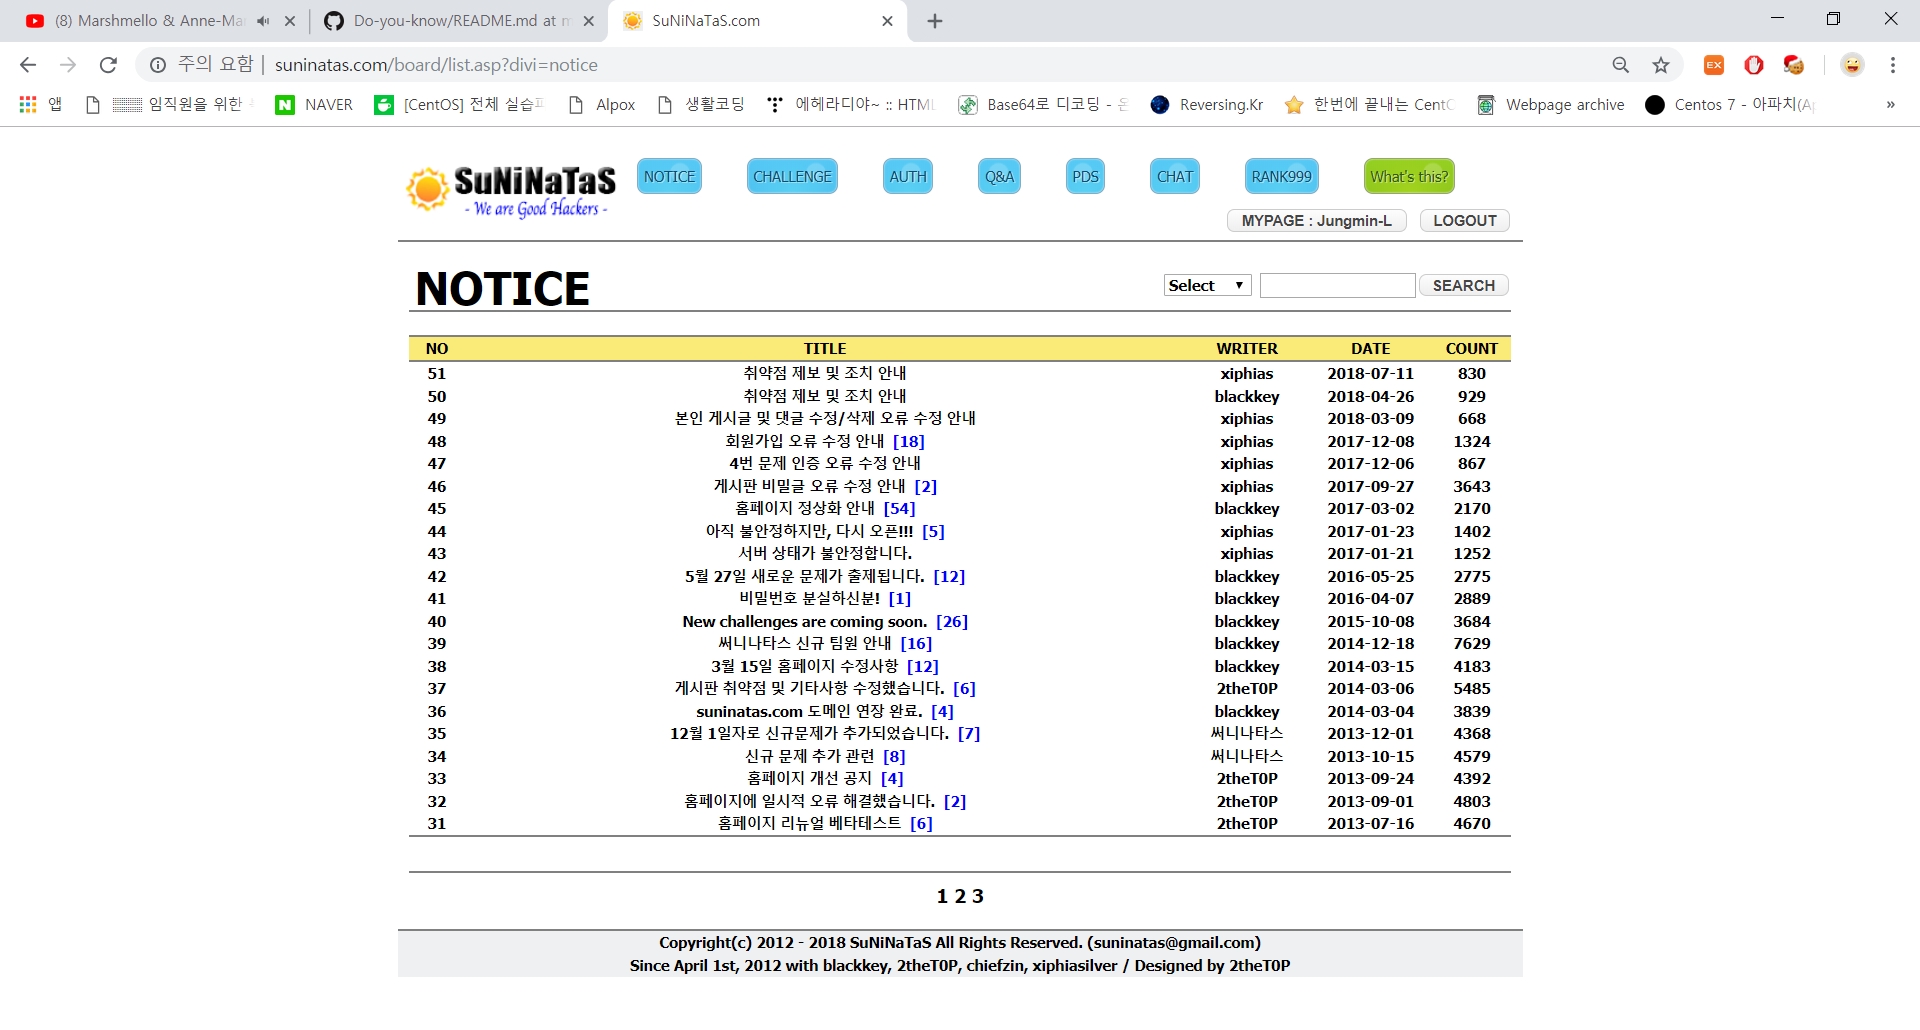 (8) Marshmello & Anne-Mar
Do-you-know/README.md at m
SuNiNaTaS.com
주의 요함 | suninatas.com/board/list.asp?divi=notice
앱 임직원을 위한 NAVER [CentOS] 전체 실습파 Alpox 생활코딩 에헤라디야~ :: HTML Base64로 디코딩 - 온 Reversing.Kr 한번에 끝내는 CentO Webpage archive Centos 7 - 아파치(Ap »
SuNiNaTaS
- We are Good Hackers -
NOTICE CHALLENGE AUTH Q&A PDS CHAT RANK999 What's this?
MYPAGE : Jungmin-L LOGOUT
NOTICE
Select SEARCH
NO TITLE WRITER DATE COUNT
51 취약점 제보 및 조치 안내 xiphias 2018-07-11 830
50 취약점 제보 및 조치 안내 blackkey 2018-04-26 929
49 본인 게시글 및 댓글 수정/삭제 오류 수정 안내 xiphias 2018-03-09 668
48 회원가입 오류 수정 안내 [18] xiphias 2017-12-08 1324
47 4번 문제 인증 오류 수정 안내 xiphias 2017-12-06 867
46 게시판 비밀글 오류 수정 안내 [2] xiphias 2017-09-27 3643
45 홈페이지 정상화 안내 [54] blackkey 2017-03-02 2170
44 아직 불안정하지만, 다시 오픈!!! [5] xiphias 2017-01-23 1402
43 서버 상태가 불안정합니다. xiphias 2017-01-21 1252
42 5월 27일 새로운 문제가 출제됩니다. [12] blackkey 2016-05-25 2775
41 비밀번호 분실하신분! [1] blackkey 2016-04-07 2889
40 New challenges are coming soon. [26] blackkey 2015-10-08 3684
39 써니나타스 신규 팀원 안내 [16] blackkey 2014-12-18 7629
38 3월 15일 홈페이지 수정사항 [12] blackkey 2014-03-15 4183
37 게시판 취약점 및 기타사항 수정했습니다. [6] 2theT0P 2014-03-06 5485
36 suninatas.com 도메인 연장 완료. [4] blackkey 2014-03-04 3839
35 12월 1일자로 신규문제가 추가되었습니다. [7] 써니나타스 2013-12-01 4368
34 신규 문제 추가 관련 [8] 써니나타스 2013-10-15 4579
33 홈페이지 개선 공지 [4] 2theT0P 2013-09-24 4392
32 홈페이지에 일시적 오류 해결했습니다. [2] 2theT0P 2013-09-01 4803
31 홈페이지 리뉴얼 베타테스트 [6] 2theT0P 2013-07-16 4670
1 2 3
Copyright(c) 2012 - 2018 SuNiNaTaS All Rights Reserved. (suninatas@gmail.com)
Since April 1st, 2012 with blackkey, 2theT0P, chiefzin, xiphiasilver / Designed by 2theT0P